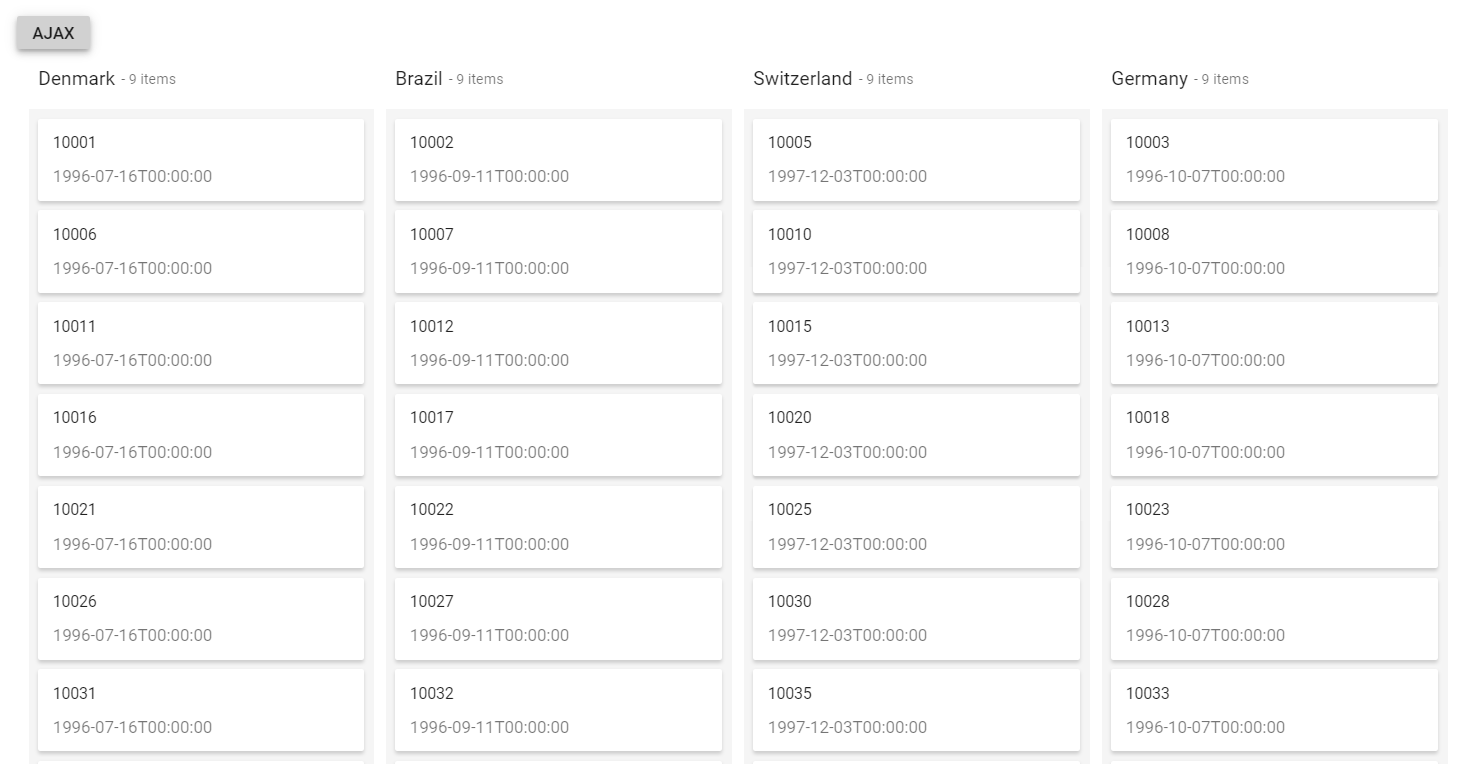 AJAX
Denmark - 9 items
10001
1996-07-16T00:00:00
10006
1996-07-16T00:00:00
10011
1996-07-16T00:00:00
10016
1996-07-16T00:00:00
10021
1996-07-16T00:00:00
10026
1996-07-16T00:00:00
10031
1996-07-16T00:00:00
Brazil - 9 items
10002
1996-09-11T00:00:00
10007
1996-09-11T00:00:00
10012
1996-09-11T00:00:00
10017
1996-09-11T00:00:00
10022
1996-09-11T00:00:00
10027
1996-09-11T00:00:00
10032
1996-09-11T00:00:00
Switzerland - 9 items
10005
1997-12-03T00:00:00
10010
1997-12-03T00:00:00
10015
1997-12-03T00:00:00
10020
1997-12-03T00:00:00
10025
1997-12-03T00:00:00
10030
1997-12-03T00:00:00
10035
1997-12-03T00:00:00
Germany - 9 items
10003
1996-10-07T00:00:00
10008
1996-10-07T00:00:00
10013
1996-10-07T00:00:00
10018
1996-10-07T00:00:00
10023
1996-10-07T00:00:00
10028
1996-10-07T00:00:00
10033
1996-10-07T00:00:00